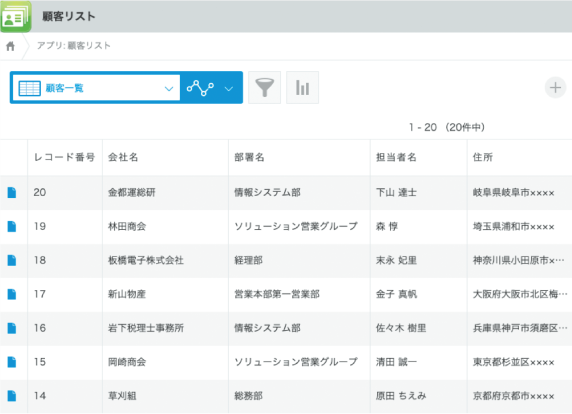 顧客リスト
アプリ: 顧客リスト
顧客一覧
1 - 20 (20件中)
レコード番号 会社名 部署名 担当者名 住所
20 金都運総研 情報システム部 下山 達士 岐阜県岐阜市××××
19 林田商会 ソリューション営業グループ 森 惇 埼玉県浦和市××××
18 板橋電子株式会社 経理部 末永 妃里 神奈川県小田原市×…
17 新山物産 営業本部第一営業部 金子 真帆 大阪府大阪市北区梅…
16 岩下税理士事務所 情報システム部 佐々木 樹里 兵庫県神戸市須磨区…
15 岡崎商会 ソリューション営業グループ 清田 誠一 東京都杉並区××××
14 草刈組 総務部 原田 ちえみ 京都府京都市××××